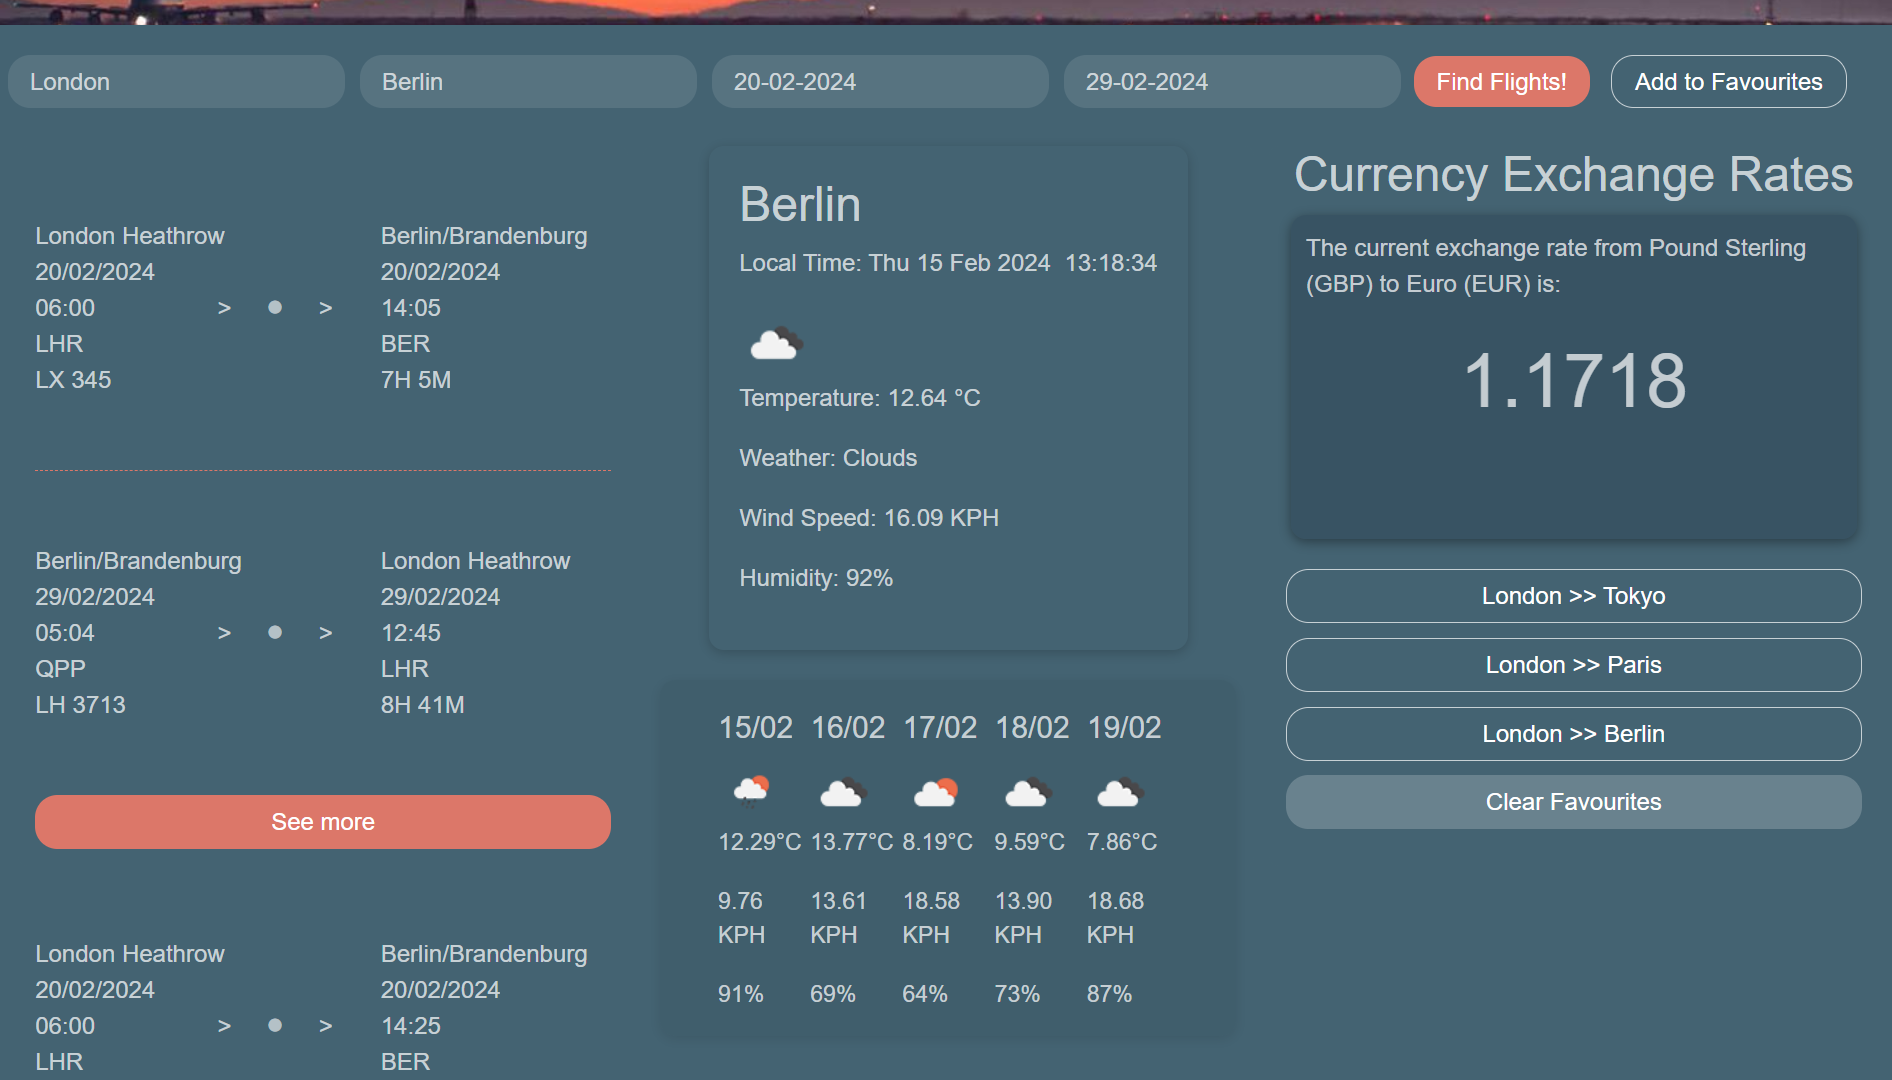 London
Berlin
20-02-2024
29-02-2024
Find Flights!
Add to Favourites
London Heathrow
20/02/2024
06:00
LHR
LX 345
> ● >
Berlin/Brandenburg
20/02/2024
14:05
BER
7H 5M
Berlin/Brandenburg
29/02/2024
05:04
QPP
LH 3713
> ● >
London Heathrow
29/02/2024
12:45
LHR
8H 41M
See more
London Heathrow
20/02/2024
06:00
LHR
> ● >
Berlin/Brandenburg
20/02/2024
14:25
BER
Berlin
Local Time: Thu 15 Feb 2024 13:18:34
Temperature: 12.64 °C
Weather: Clouds
Wind Speed: 16.09 KPH
Humidity: 92%
15/02 16/02 17/02 18/02 19/02
12.29°C 13.77°C 8.19°C 9.59°C 7.86°C
9.76 13.61 18.58 13.90 18.68
KPH KPH KPH KPH KPH
91% 69% 64% 73% 87%
Currency Exchange Rates
The current exchange rate from Pound Sterling
(GBP) to Euro (EUR) is:
1.1718
London >> Tokyo
London >> Paris
London >> Berlin
Clear Favourites